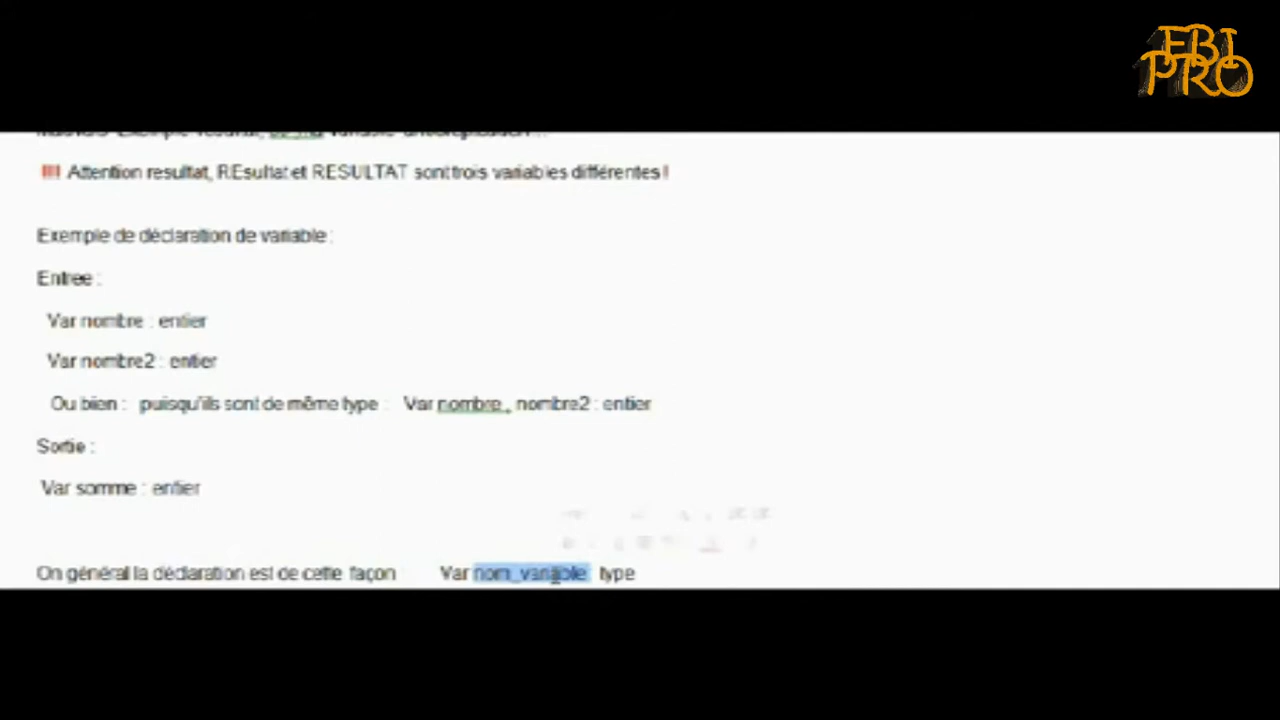 FBI
PRO
!!! Attention resultat, REsultat et RESULTAT sont trois variables différentes !
Exemple de déclaration de variable :
Entree :
Var nombre : entier
Var nombre2 : entier
Ou bien : puisqu'ils sont de même type : Var nombre , nombre2 : entier
Sortie :
Var somme : entier
On général la déclaration est de cette façon Var nom_variable type